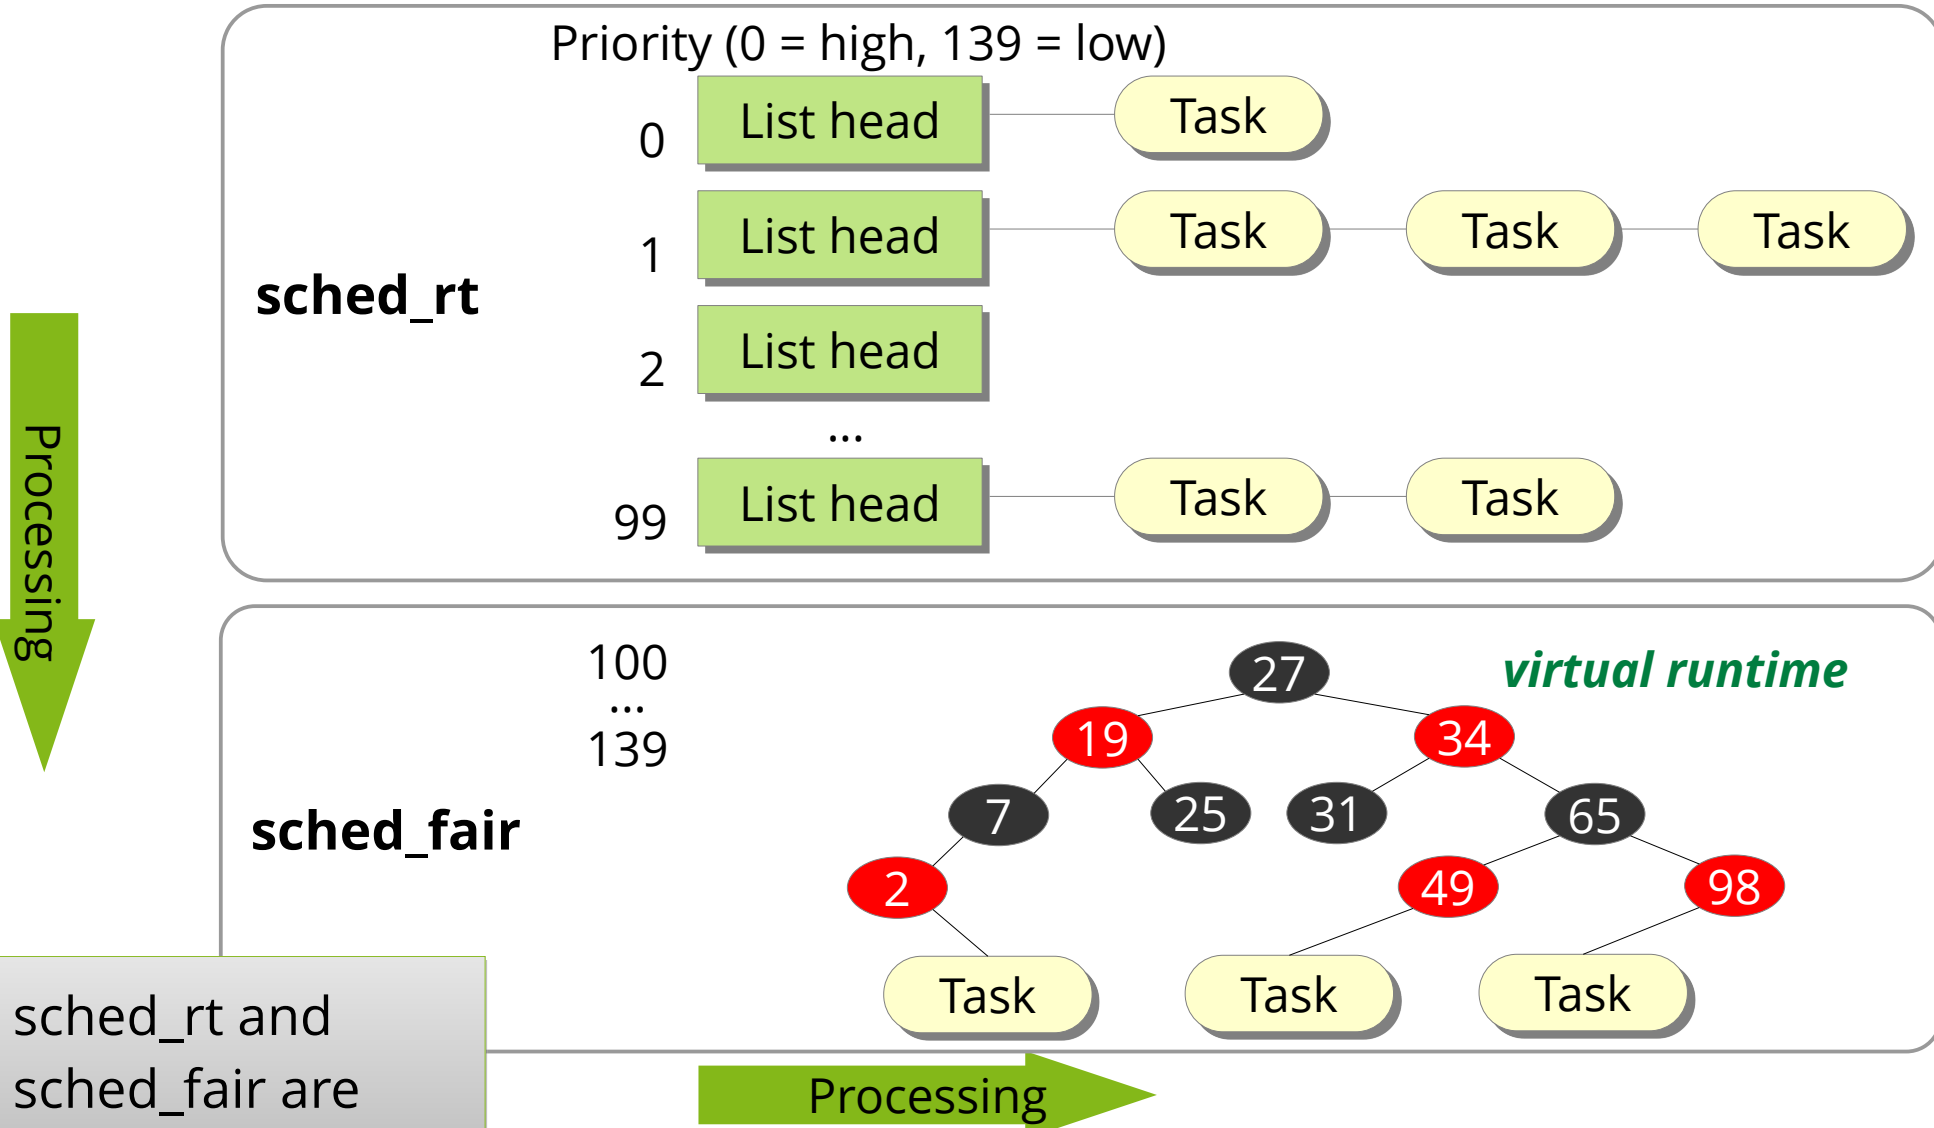 Priority (0 = high, 139 = low)
0 List head Task
1 List head Task Task Task
sched_rt
2 List head
...
99 List head Task Task
Processing
100
...
139
virtual runtime
27
19 34
7 25 31 65
sched_fair
2 49 98
Task Task Task
sched_rt and
sched_fair are
Processing